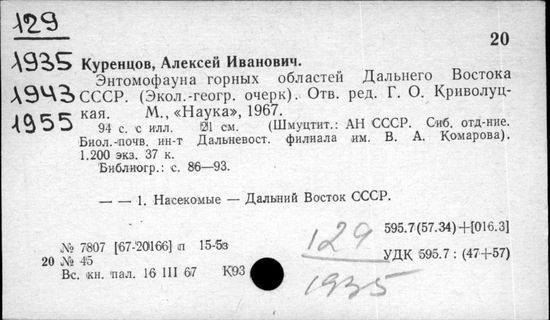 129
20
1935
1943
1955
Куренцов, Алексей Иванович.
Энтомофауна горных областей Дальнего Востока
СССР. (Экол.-геогр. очерк). Отв. ред. Г. О. Криволуц-
кая. М., «Наука», 1967.
94 с. с илл. 21 см. (Шмуцтит.: АН СССР. Сиб. отд-ние.
Биол.-почв. ин-т Дальневост. филиала им. В. А. Комарова).
1.200 экз. 37 к.
Библиогр.: с. 86—93.
— — 1. Насекомые — Дальний Восток СССР.
595.7(57.34)+[016.3]
№ 7807 [67-20166] п 15-5з
129
20 № 45
УДК 595.7 : (47+57)
Вс. кн. пал. 16 III 67 К93
1935